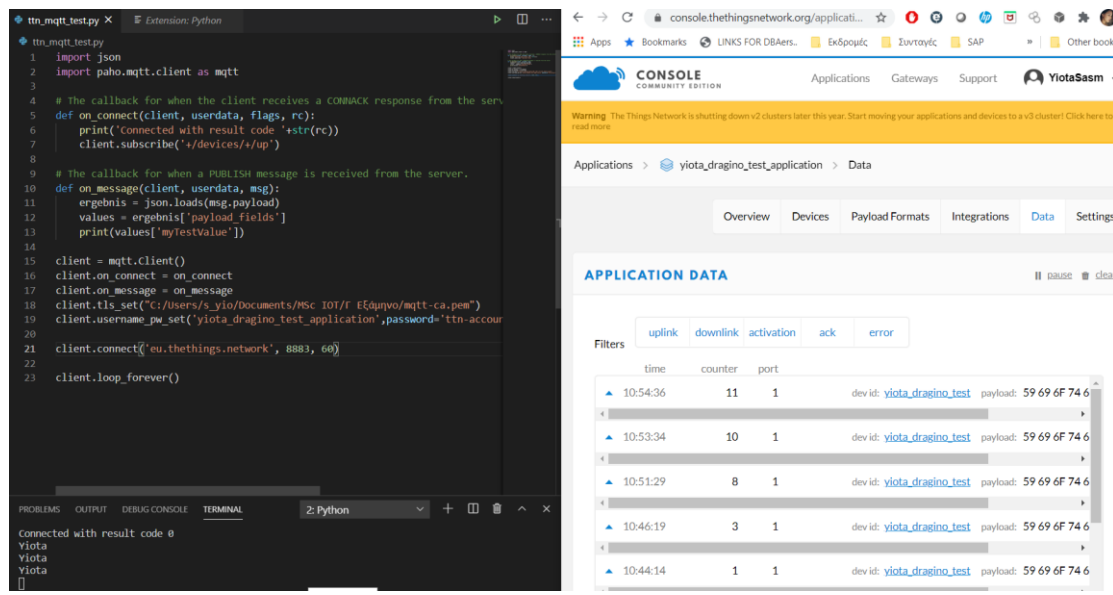 ttn_mqtt_test.py
Extension: Python
ttn_mqtt_test.py
1 import json
2 import paho.mqtt.client as mqtt
3
4 # The callback for when the client receives a CONNACK response from the serv
5 def on_connect(client, userdata, flags, rc):
6 print('Connected with result code '+str(rc))
7 client.subscribe('+/devices/+/up')
8
9 # The callback for when a PUBLISH message is received from the server.
10 def on_message(client, userdata, msg):
11 ergebnis = json.loads(msg.payload)
12 values = ergebnis['payload_fields']
13 print(values['myTestValue'])
14
15 client = mqtt.Client()
16 client.on_connect = on_connect
17 client.on_message = on_message
18 client.tls_set("C:/Users/s_yio/Documents/MSc IOT/Γ Εξάμηνο/mqtt-ca.pem")
19 client.username_pw_set('yiota_dragino_test_application',password='ttn-accour
20
21 client.connect('eu.thethings.network', 8883, 60)
22
23 client.loop_forever()
PROBLEMS OUTPUT DEBUG CONSOLE TERMINAL 2: Python
Connected with result code 0
Yiota
Yiota
Yiota
console.thethingsnetwork.org/applicati...
Apps Bookmarks LINKS FOR DBAers.. Εκδρομές Συνταγές SAP » Other book
CONSOLE
COMMUNITY EDITION
Applications Gateways Support YiotaSasm
Warning The Things Network is shutting down v2 clusters later this year. Start moving your applications and devices to a v3 cluster! Click here to
read more
Applications > yiota_dragino_test_application > Data
Overview Devices Payload Formats Integrations Data Settings
APPLICATION DATA
pause clea
Filters uplink downlink activation ack error
time counter port
10:54:36 11 1 dev id: yiota_dragino_test payload: 59 69 6F 74 6
10:53:34 10 1 dev id: yiota_dragino_test payload: 59 69 6F 74 6
10:51:29 8 1 dev id: yiota_dragino_test payload: 59 69 6F 74 6
10:46:19 3 1 dev id: yiota_dragino_test payload: 59 69 6F 74 6
10:44:14 1 1 dev id: yiota_dragino_test payload: 59 69 6F 74 6